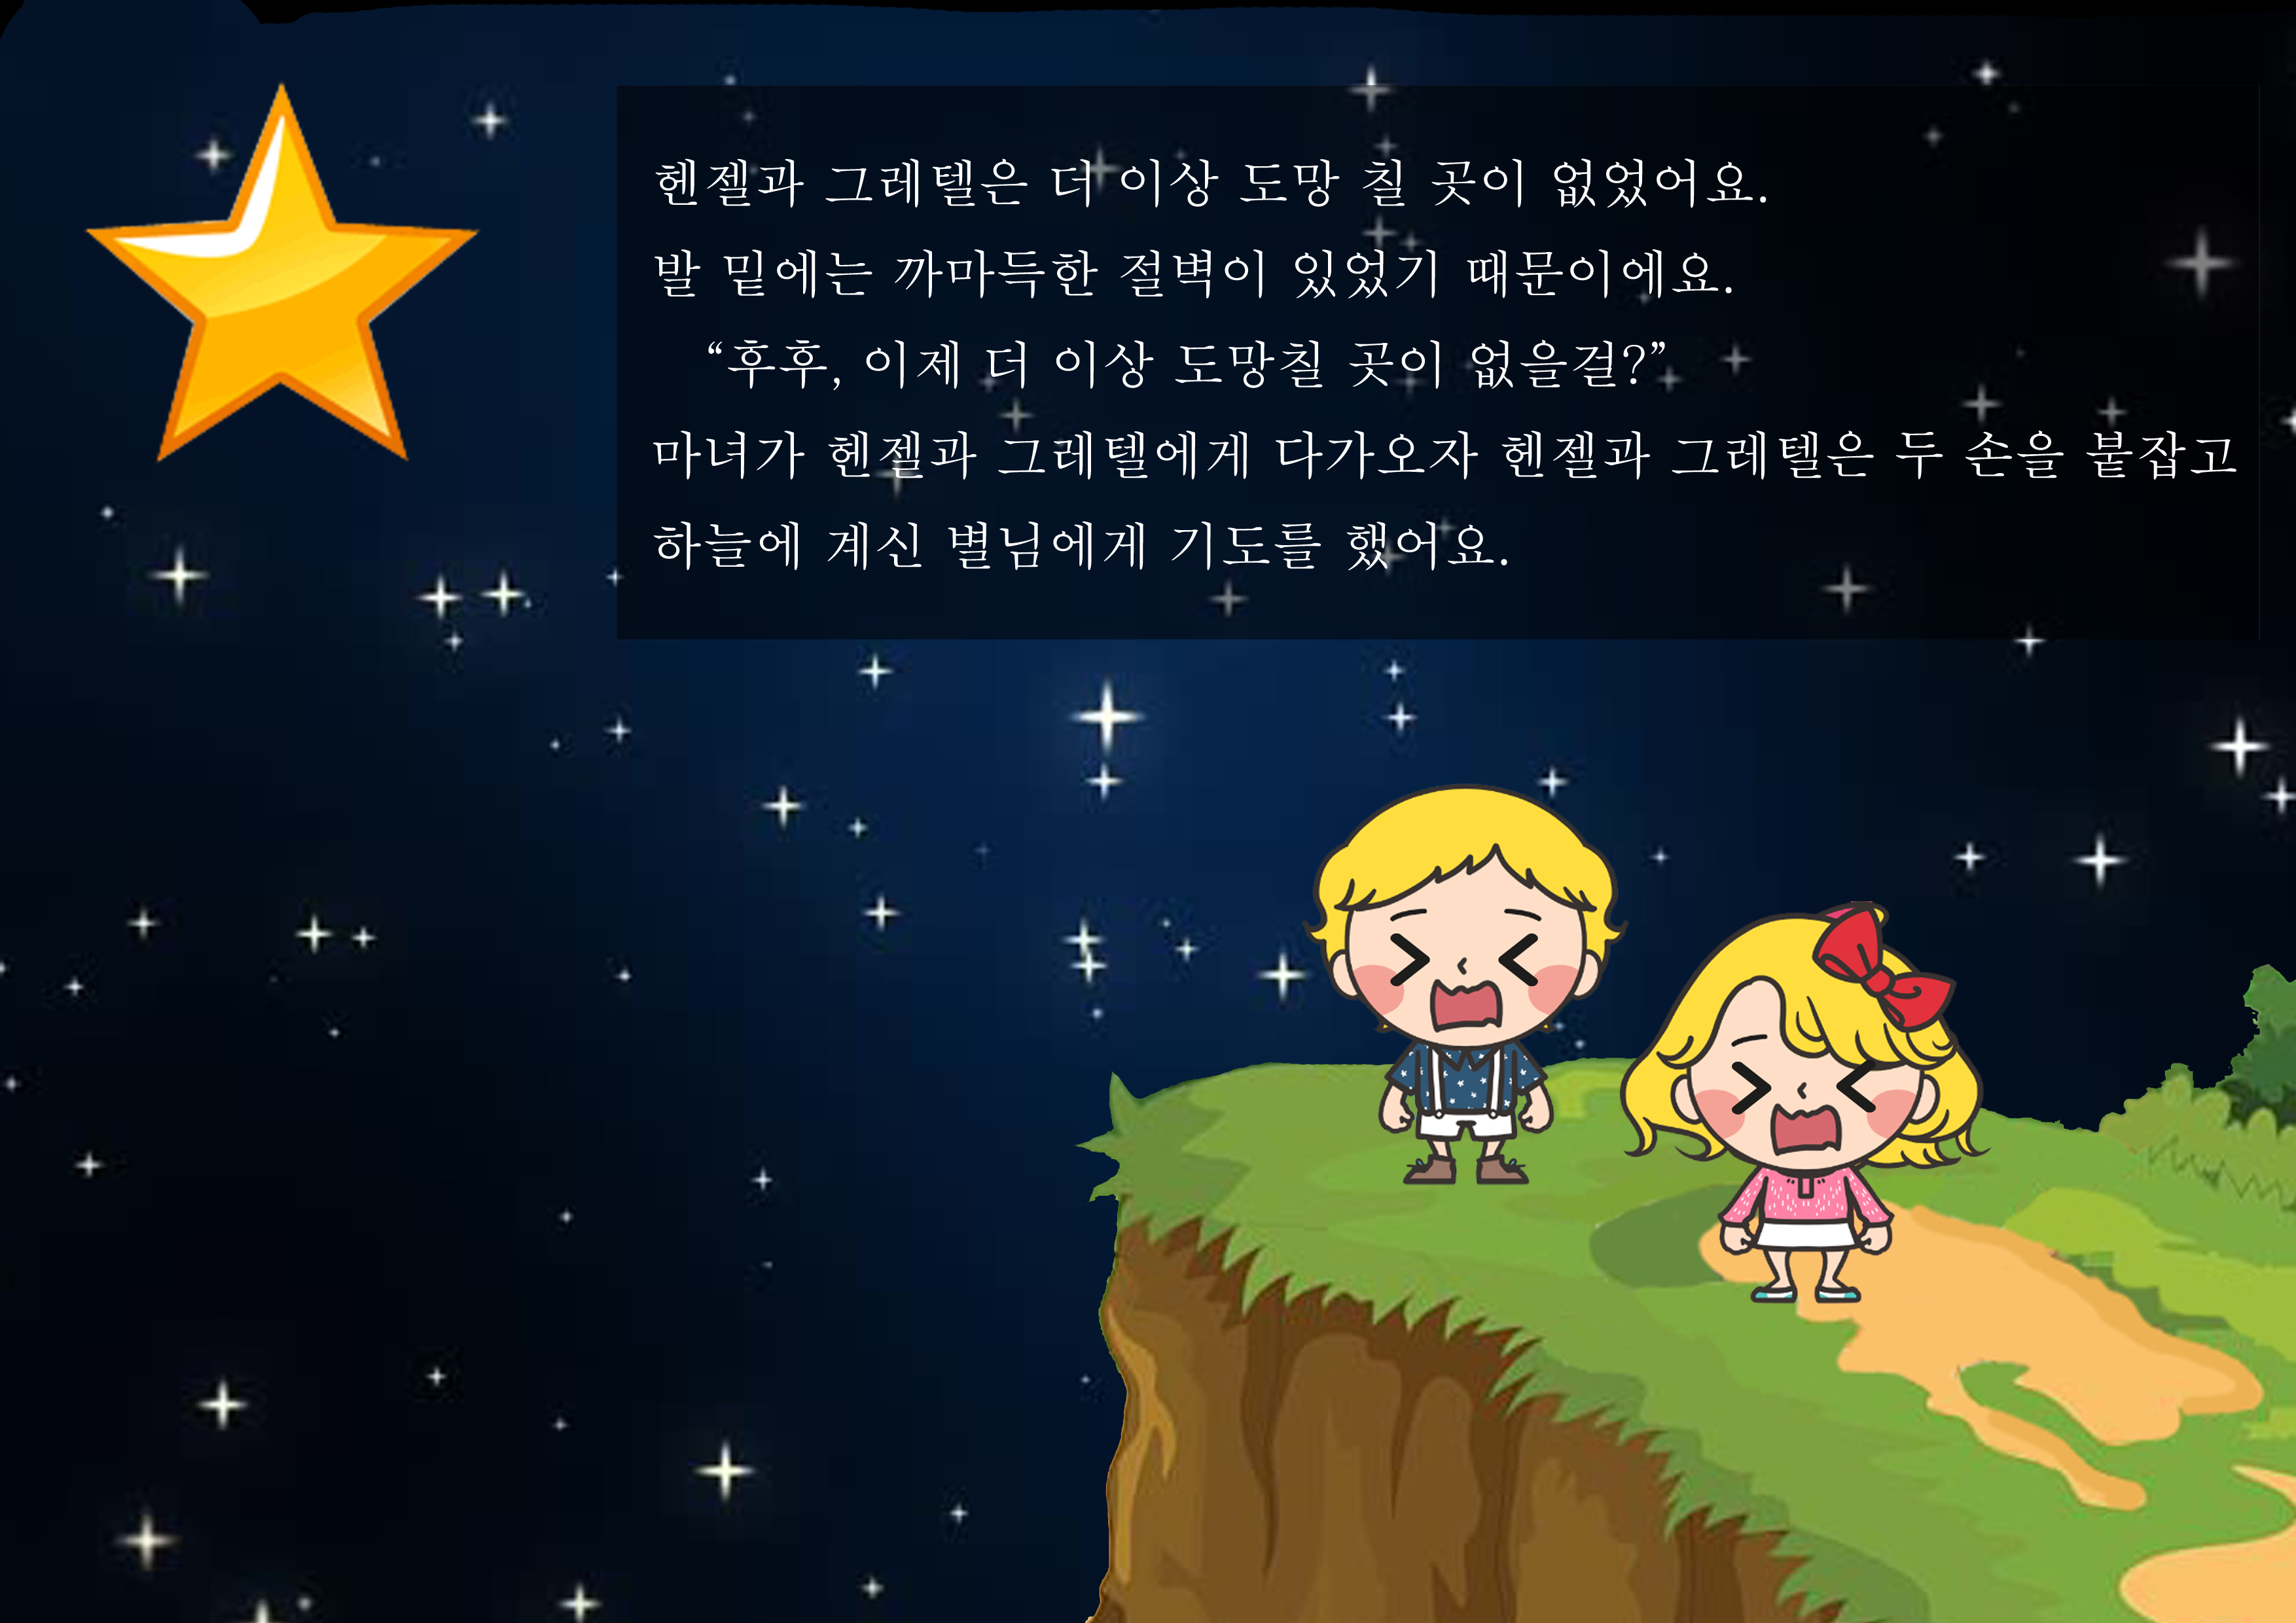 헨젤과 그레텔은 더 이상 도망 칠 곳이 없었어요.
발 밑에는 까마득한 절벽이 있었기 때문이에요.
“후후, 이제 더 이상 도망칠 곳이 없을걸?”
마녀가 헨젤과 그레텔에게 다가오자 헨젤과 그레텔은 두 손을 붙잡고
하늘에 계신 별님에게 기도를 했어요.